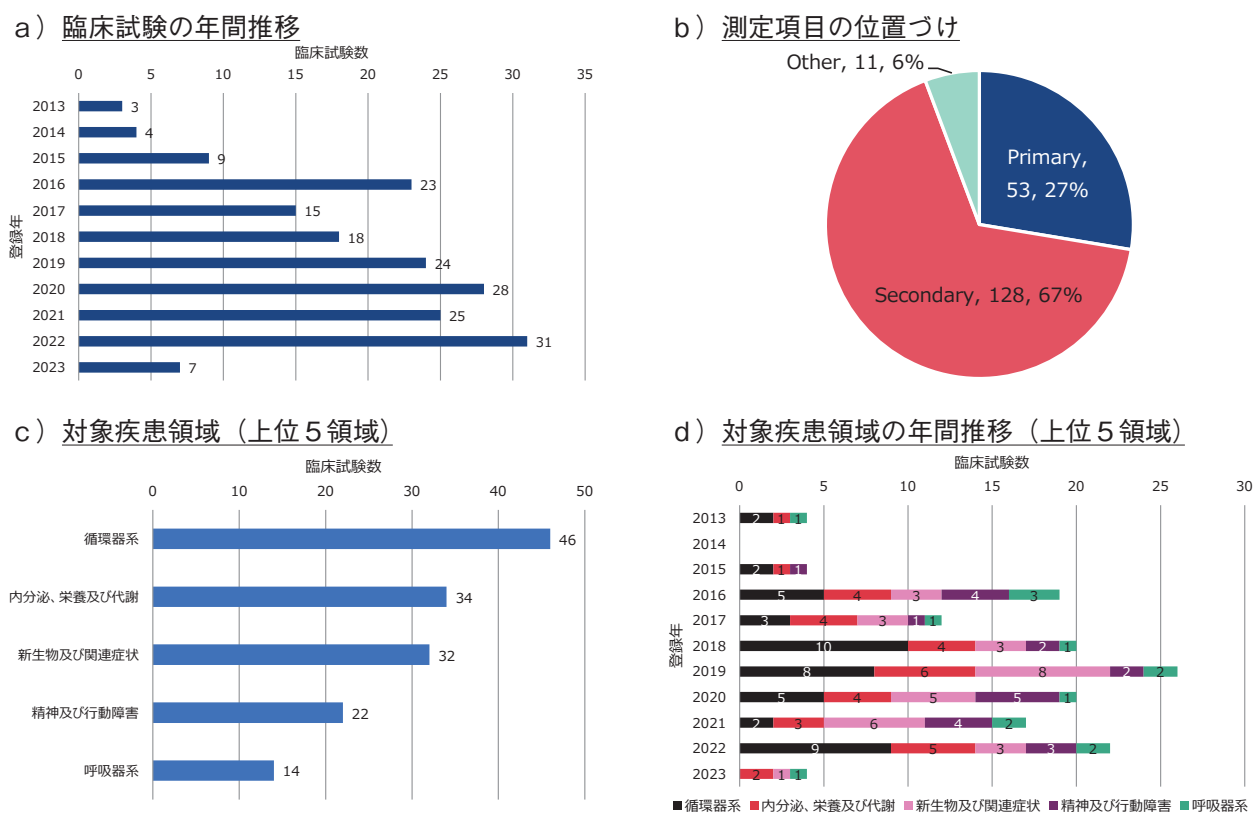 a）臨床試験の年間推移
臨床試験数
0 5 10 15 20 25 30 35
登録年
2013 3
2014 4
2015 9
2016 23
2017 15
2018 18
2019 24
2020 28
2021 25
2022 31
2023 7
b）測定項目の位置づけ
Other, 11, 6%
Primary,
53, 27%
Secondary, 128, 67%
c）対象疾患領域（上位５領域）
臨床試験数
0 10 20 30 40 50
循環器系 46
内分泌、栄養及び代謝 34
新生物及び関連症状 32
精神及び行動障害 22
呼吸器系 14
d）対象疾患領域の年間推移（上位５領域）
臨床試験数
0 5 10 15 20 25 30
登録年
2013 2 1 1
2014
2015 2 1 1
2016 5 4 3 4 3
2017 3 4 3 1 1
2018 10 4 3 2 1
2019 8 6 8 2 2
2020 5 4 5 5 1
2021 2 3 6 4 2
2022 9 5 3 3 2
2023 2 1 1
循環器系 内分泌、栄養及び代謝 新生物及び関連症状 精神及び行動障害 呼吸器系